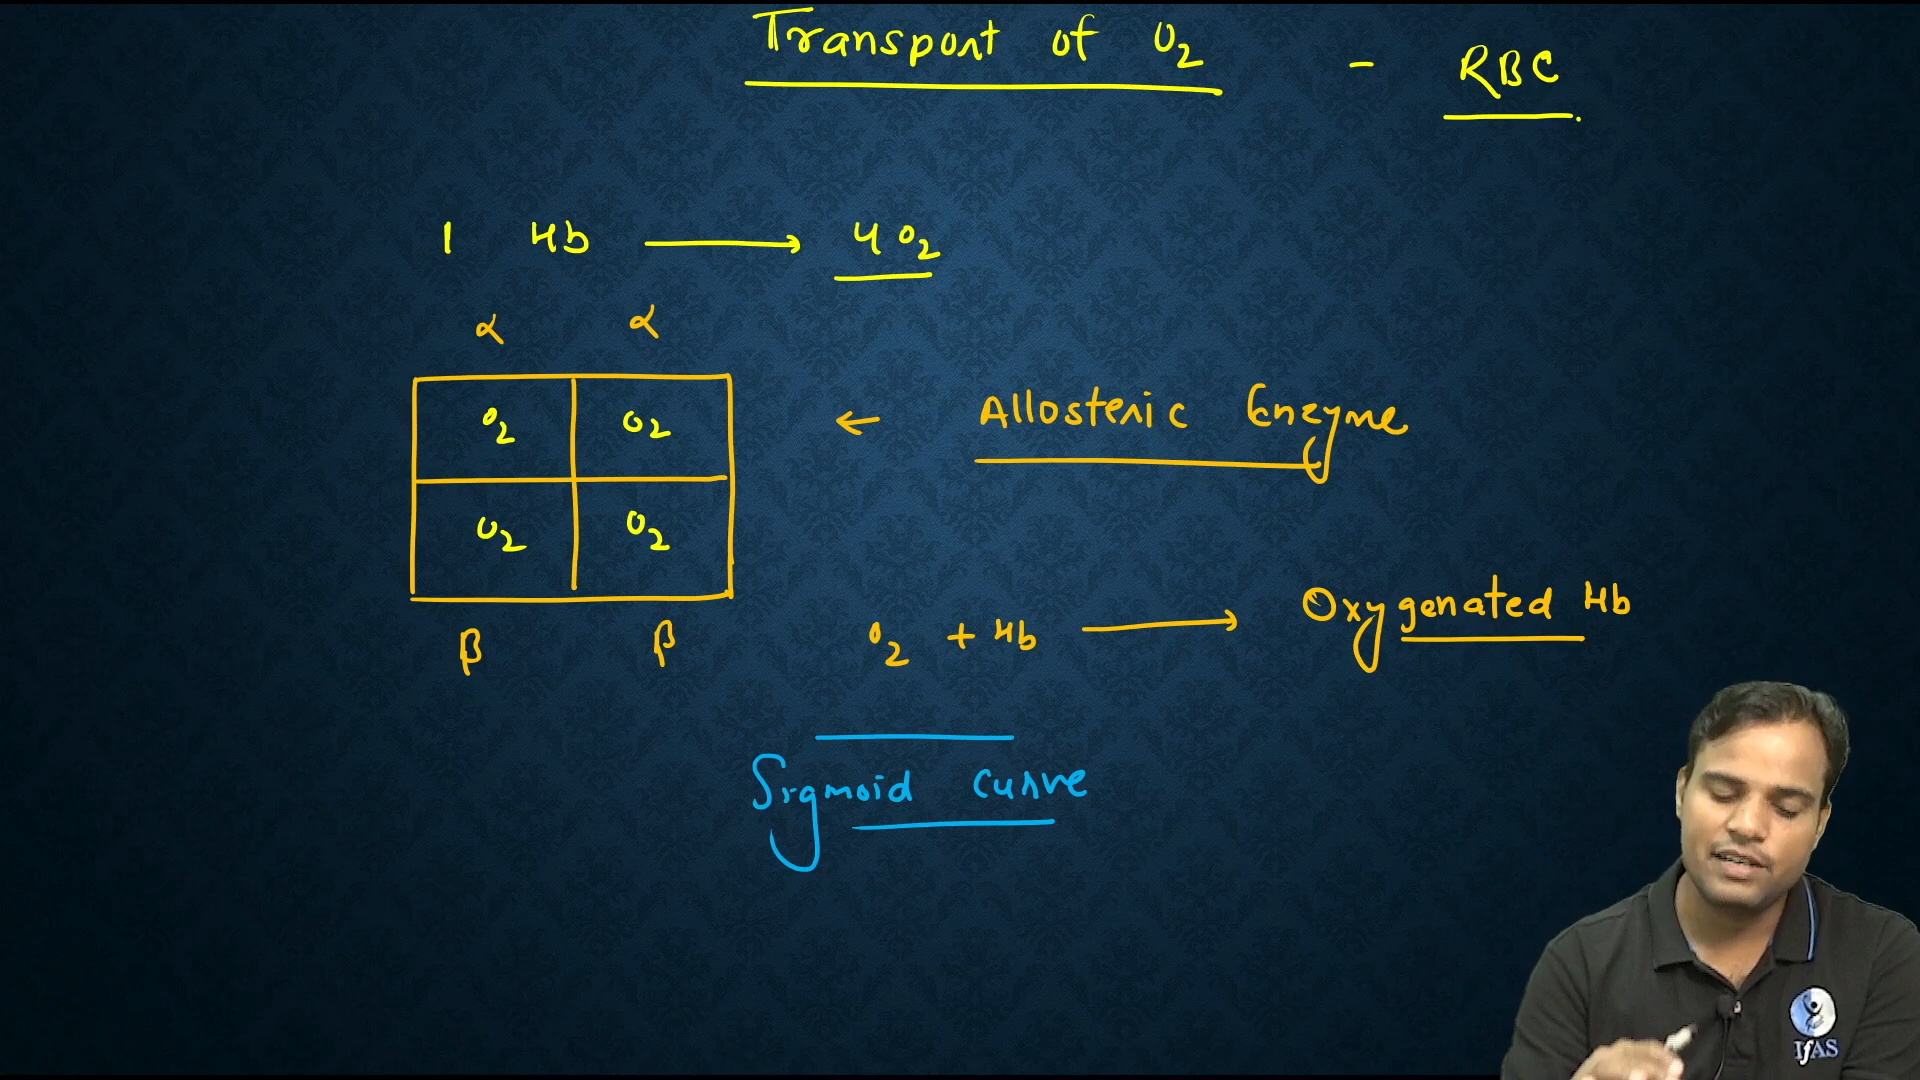 Transport of O2 - RBC
1 Hb → 4 O2
α α
O2 O2
← Allosteric Enzyme
O2 O2
β β
O2 + Hb → Oxygenated Hb
Sigmoid curve
IfAS